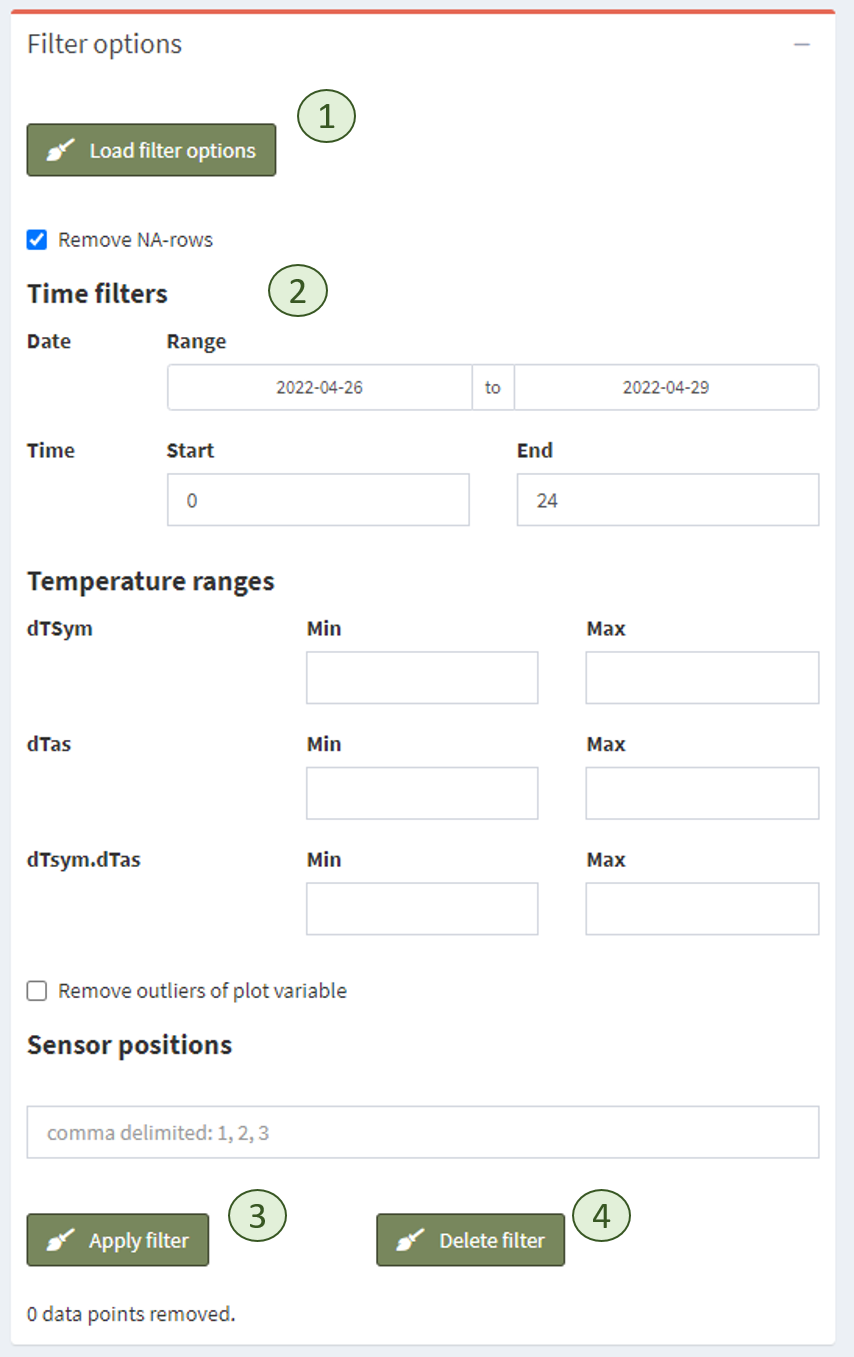 Filter options
1
Load filter options
Remove NA-rows
Time filters
2
Date Range
2022-04-26 to 2022-04-29
Time Start End
0 24
Temperature ranges
dTSym Min Max
dTas Min Max
dTsym.dTas Min Max
Remove outliers of plot variable
Sensor positions
comma delimited: 1, 2, 3
3 4
Apply filter Delete filter
0 data points removed.